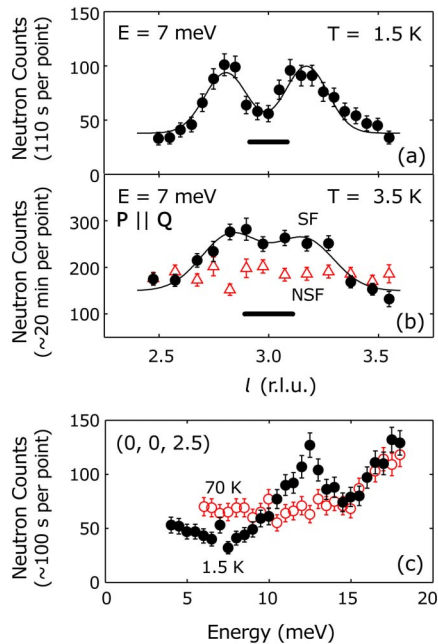 E = 7 meV T = 1.5 K
150
100
50
0
Neutron Counts
(110 s per point)
(a)
E = 7 meV T = 3.5 K
P || Q
SF
NSF
300
200
100
Neutron Counts
(~20 min per point)
(b)
2.5 3.0 3.5
l (r.l.u.)
150
100
50
0
Neutron Counts
(~100 s per point)
(0, 0, 2.5)
70 K
1.5 K
(c)
0 5 10 15 20
Energy (meV)